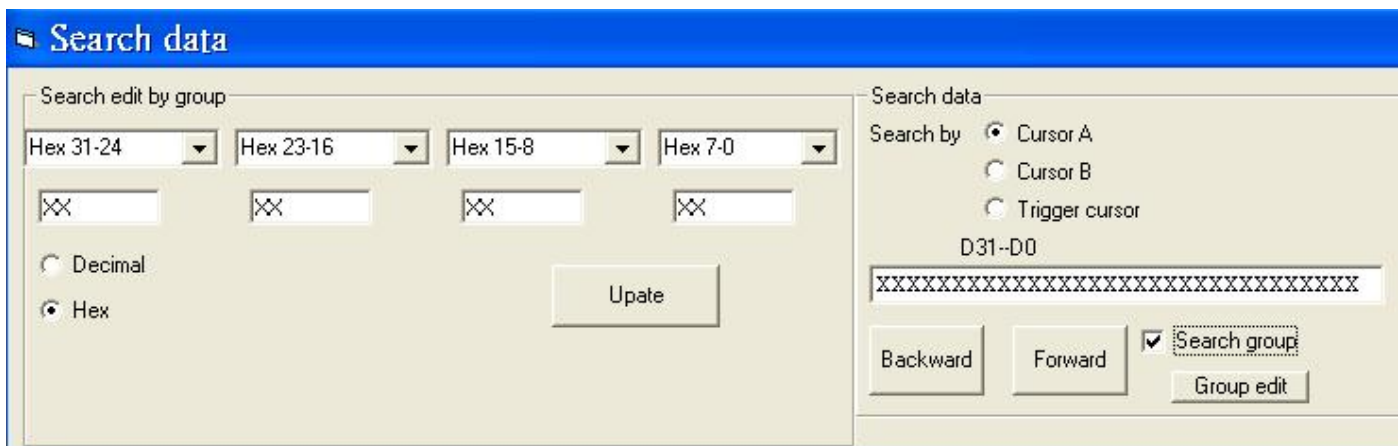 Search data
Search edit by group
Hex 31-24 Hex 23-16 Hex 15-8 Hex 7-0
XX XX XX XX
Decimal
Hex
Upate
Search data
Search by Cursor A
Cursor B
Trigger cursor
D31--D0
XXXXXXXXXXXXXXXXXXXXXXXXXXXXXXXX
Backward Forward Search group
Group edit